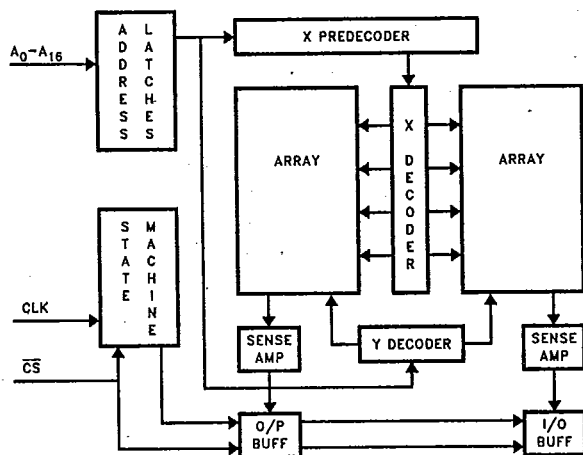 A0-A16
ADDRESS
LATCHES
X PREDECODER
ARRAY
X DECODER
ARRAY
STATE
MACHINE
CLK
CS
SENSE
AMP
Y DECODER
SENSE
AMP
O/P
BUFF
I/O
BUFF